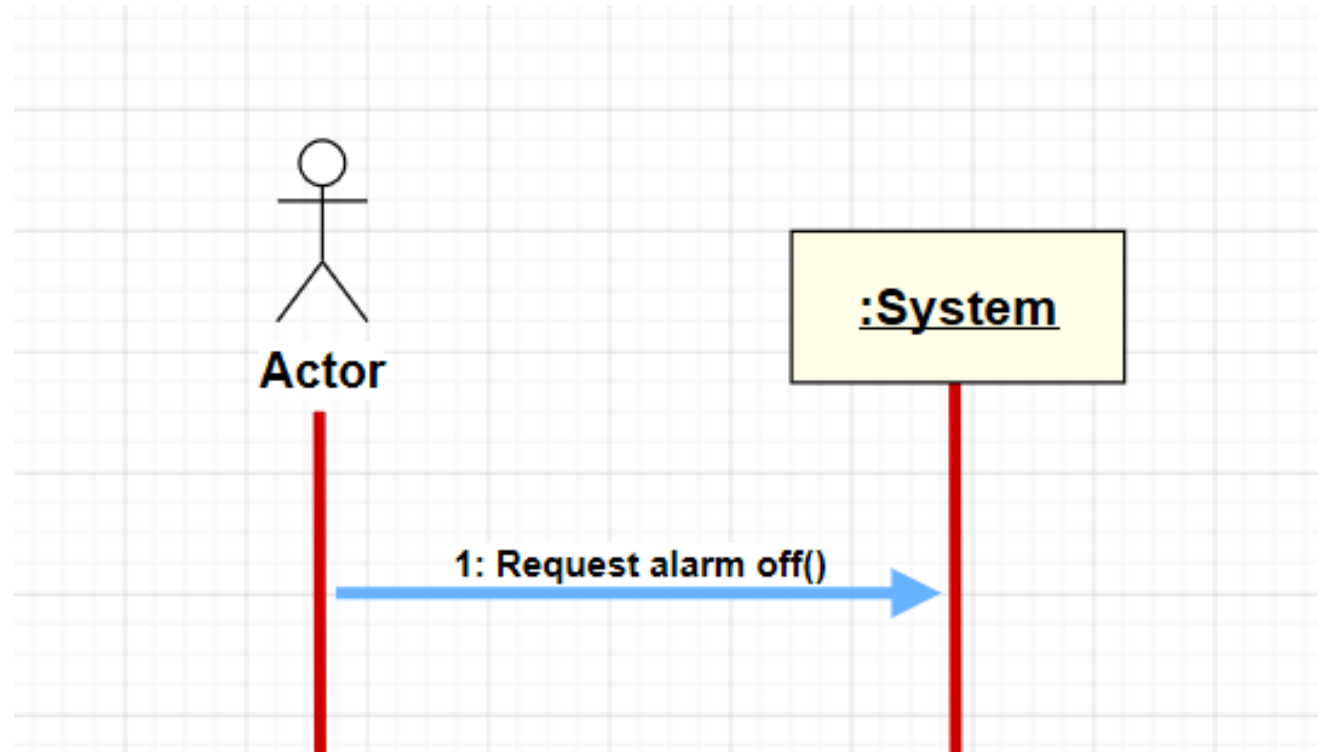 :System
Actor
1: Request alarm off()